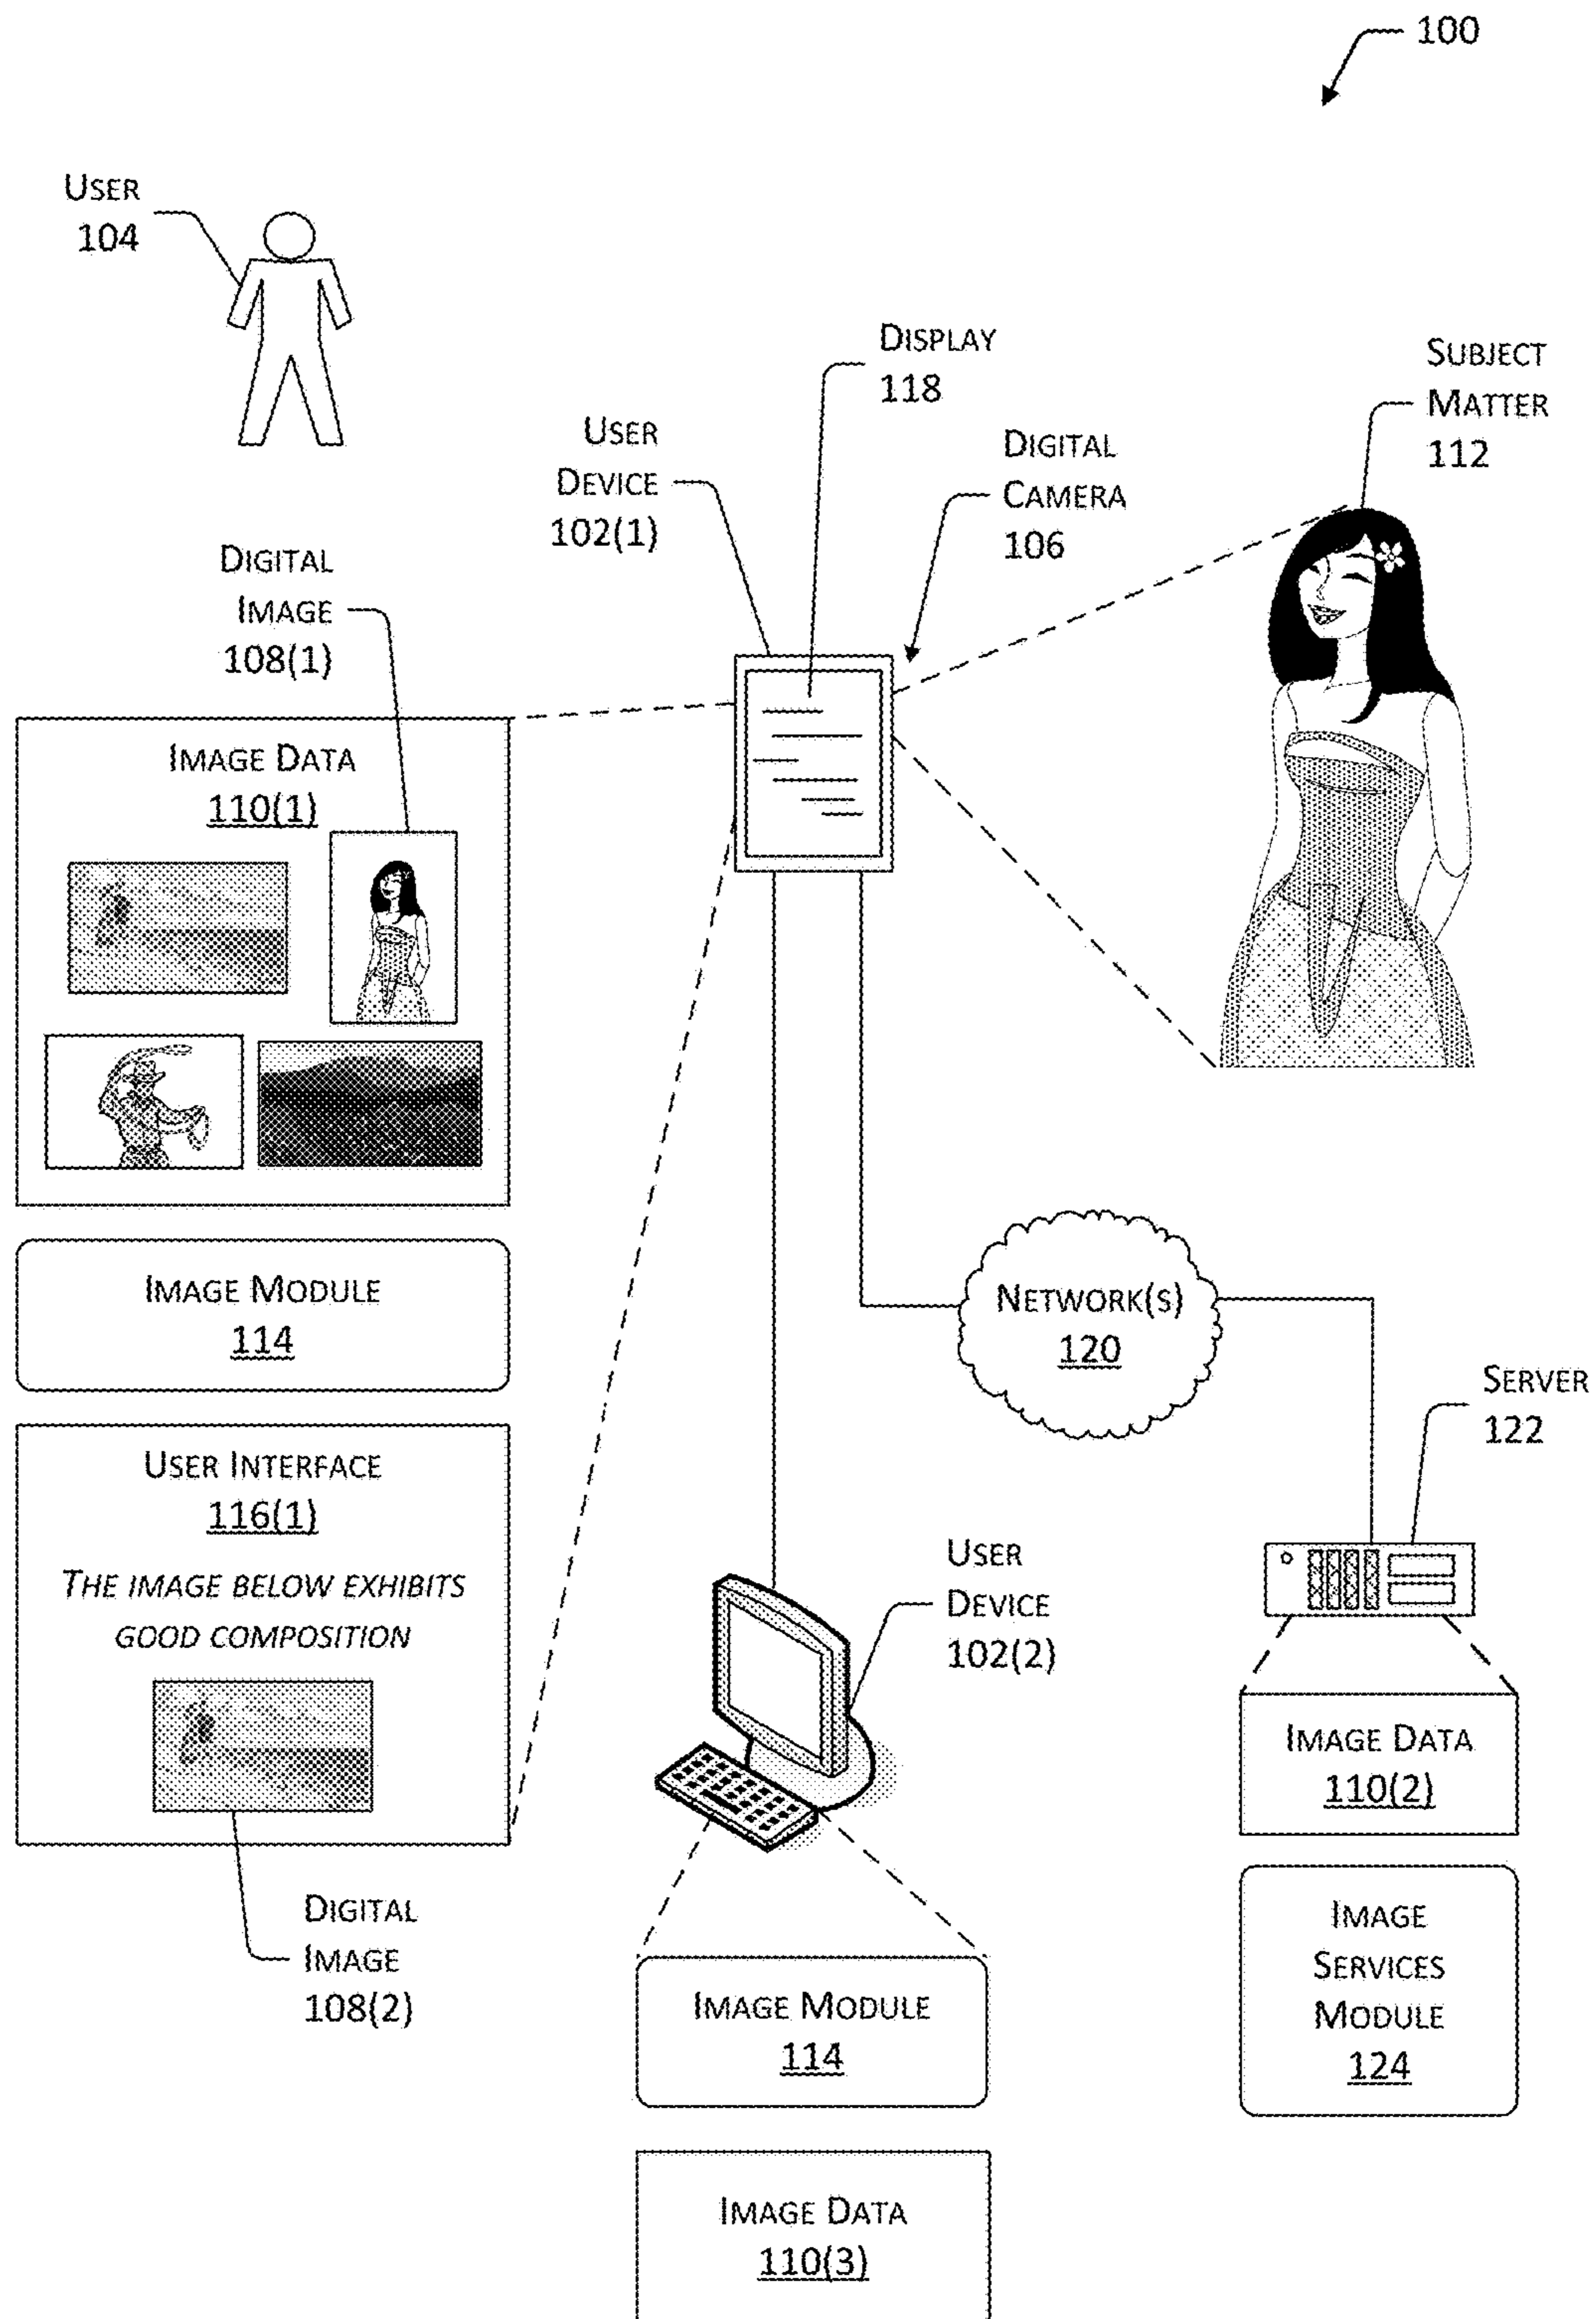 100
User
104
Display
118
Subject
Matter
112
User
Device
102(1)
Digital
Camera
106
Digital
Image
108(1)
Image Data
110(1)
Image Module
114
Network(s)
120
Server
122
User Interface
116(1)
The image below exhibits
good composition
User
Device
102(2)
Image Data
110(2)
Digital
Image
108(2)
Image
Services
Module
124
Image Module
114
Image Data
110(3)